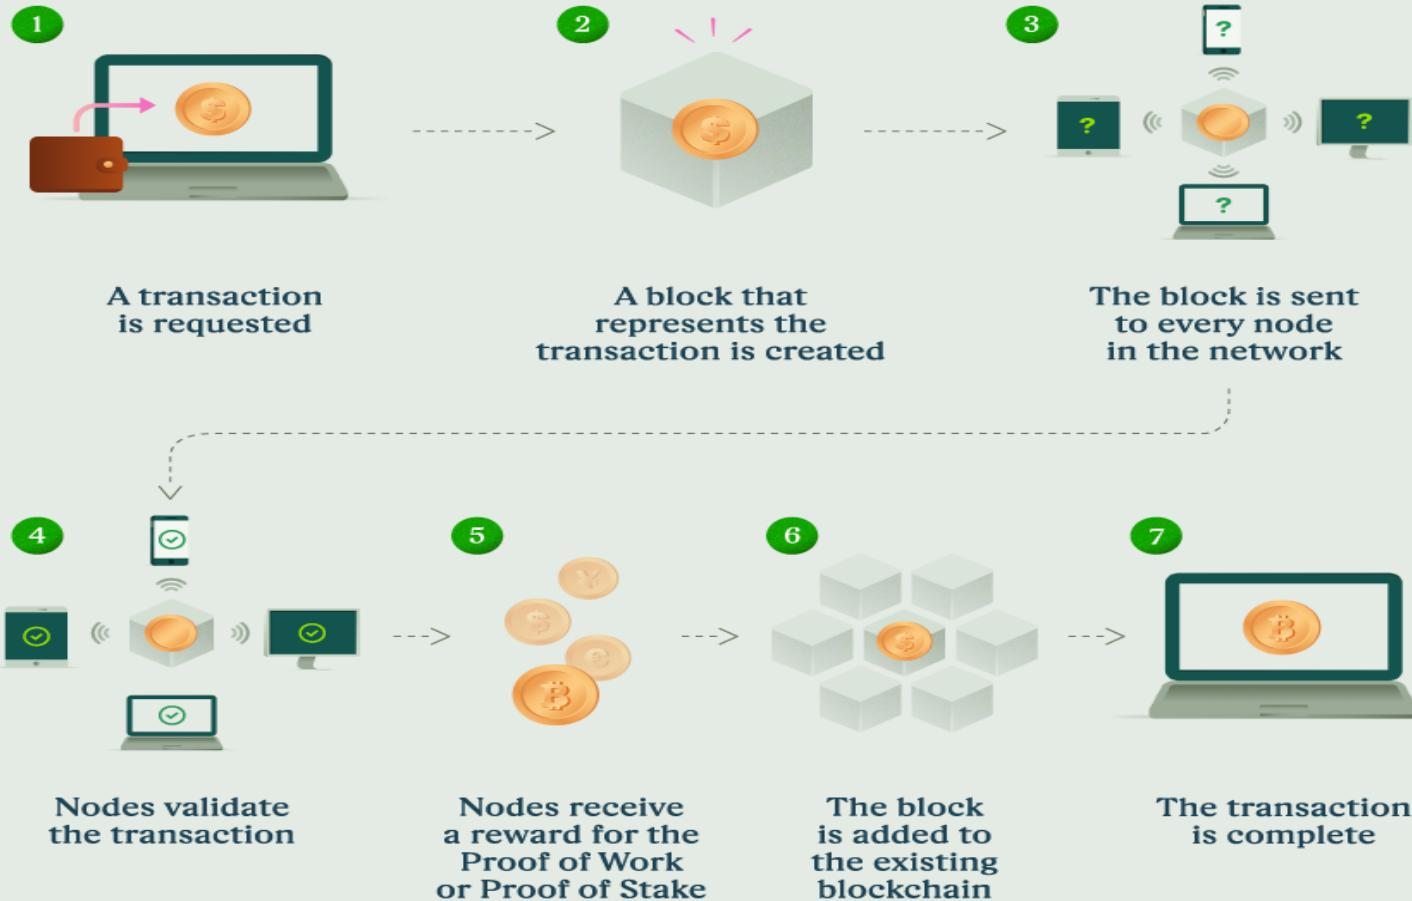 1
A transaction
is requested
2
A block that
represents the
transaction is created
3
? 
?
?
?
The block is sent
to every node
in the network
4
Nodes validate
the transaction
5
Nodes receive
a reward for the
Proof of Work
or Proof of Stake
6
The block
is added to
the existing
blockchain
7
The transaction
is complete